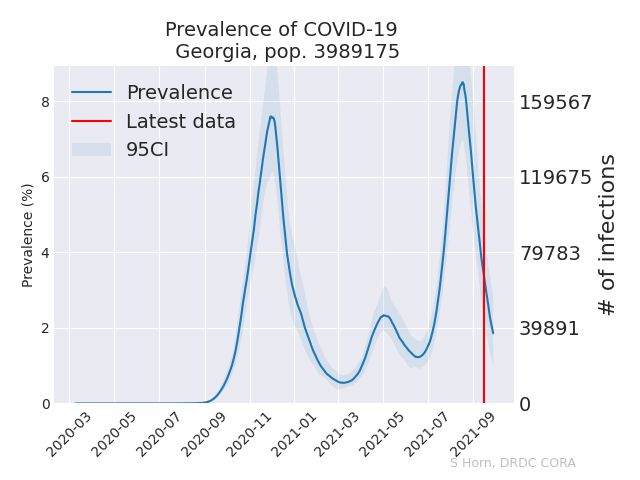 Prevalence of COVID-19
Georgia, pop. 3989175
Prevalence
Latest data
95CI
Prevalence (%)
8
6
4
2
0
159567
119675
79783
39891
0
# of infections
2020-03
2020-05
2020-07
2020-09
2020-11
2021-01
2021-03
2021-05
2021-07
2021-09
S Horn, DRDC CORA